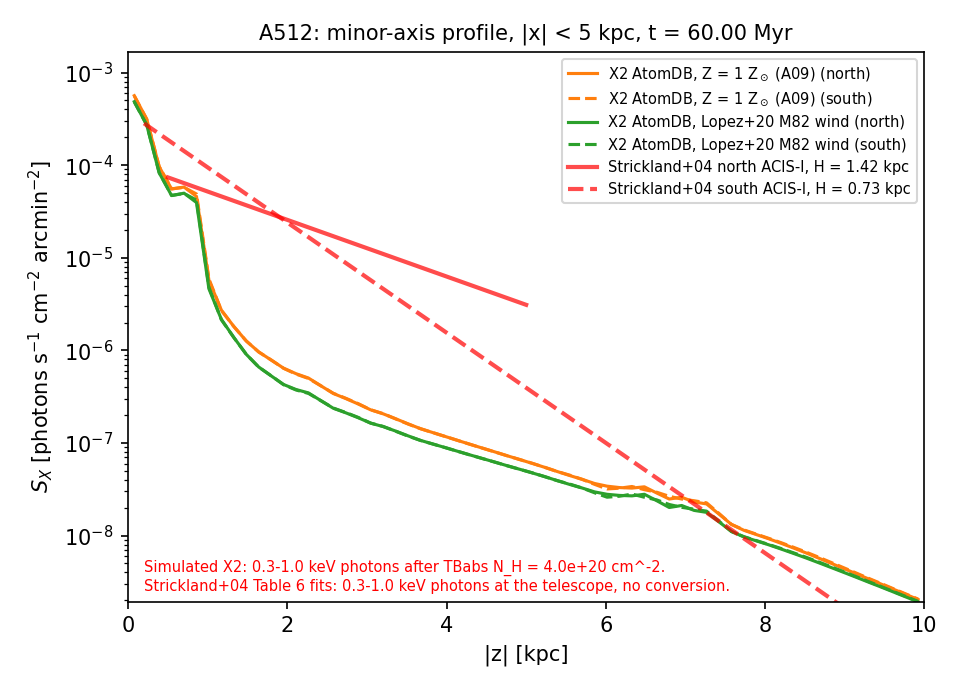 A512: minor-axis profile, |x| < 5 kpc, t = 60.00 Myr
X2 AtomDB, Z = 1 Z⊙ (A09) (north)
X2 AtomDB, Z = 1 Z⊙ (A09) (south)
X2 AtomDB, Lopez+20 M82 wind (north)
X2 AtomDB, Lopez+20 M82 wind (south)
Strickland+04 north ACIS-I, H = 1.42 kpc
Strickland+04 south ACIS-I, H = 0.73 kpc
10⁻³
10⁻⁴
10⁻⁵
10⁻⁶
10⁻⁷
10⁻⁸
S_X [photons s⁻¹ cm⁻² arcmin⁻²]
Simulated X2: 0.3-1.0 keV photons after TBabs N_H = 4.0e+20 cm^-2.
Strickland+04 Table 6 fits: 0.3-1.0 keV photons at the telescope, no conversion.
0 2 4 6 8 10
|z| [kpc]